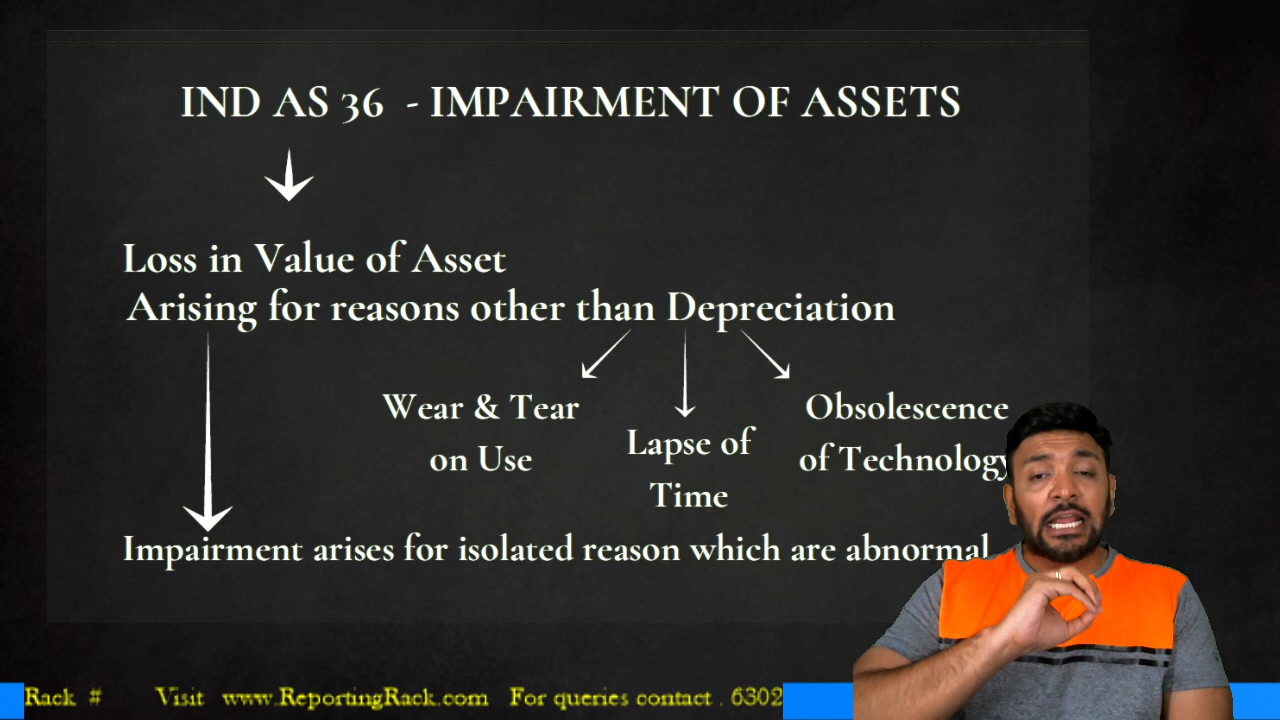 IND AS 36 - IMPAIRMENT OF ASSETS
Loss in Value of Asset
Arising for reasons other than Depreciation
Wear & Tear
on Use
Lapse of
Time
Obsolescence
of Technology
Impairment arises for isolated reason which are abnormal
Rack # Visit www.ReportingRack.com For queries contact . 6302